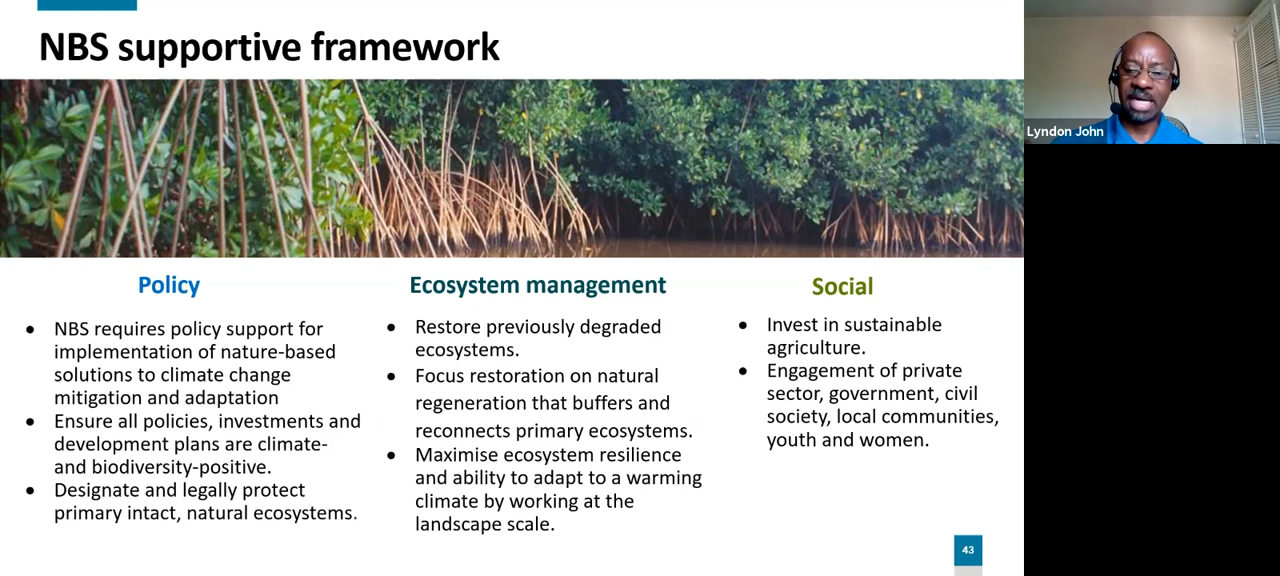 NBS supportive framework
Lyndon John
Policy
NBS requires policy support for
implementation of nature-based
solutions to climate change
mitigation and adaptation
Ensure all policies, investments and
development plans are climate-
and biodiversity-positive.
Designate and legally protect
primary intact, natural ecosystems.
Ecosystem management
Restore previously degraded
ecosystems.
Focus restoration on natural
regeneration that buffers and
reconnects primary ecosystems.
Maximise ecosystem resilience
and ability to adapt to a warming
climate by working at the
landscape scale.
Social
Invest in sustainable
agriculture.
Engagement of private
sector, government, civil
society, local communities,
youth and women.
43